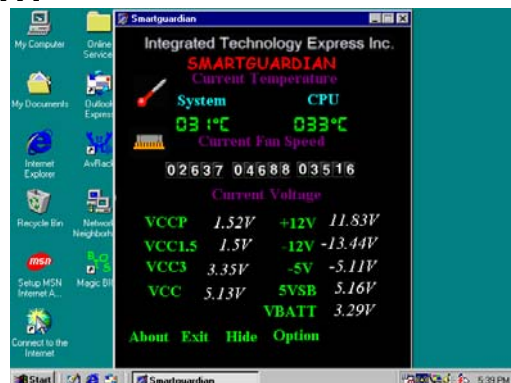 Smartguardian
Integrated Technology Express Inc.
SMARTGUARDIAN
Current Temperature
System CPU
031°C 033°C
Current Fan Speed
02637 04688 03516
Current Voltage
VCCP 1.52V +12V 11.83V
VCC1.5 1.5V -12V -13.44V
VCC3 3.35V -5V -5.11V
VCC 5.13V 5VSB 5.16V
VBATT 3.29V
About Exit Hide Option
My Computer
Online
Service
My Documents
Outlook
Express
Internet
Explorer
Recycle Bin
Network
Neighborh
msn
Setup MSN
Internet A...
Connect to the
Internet
Start
Smartguardian
5:39 PM